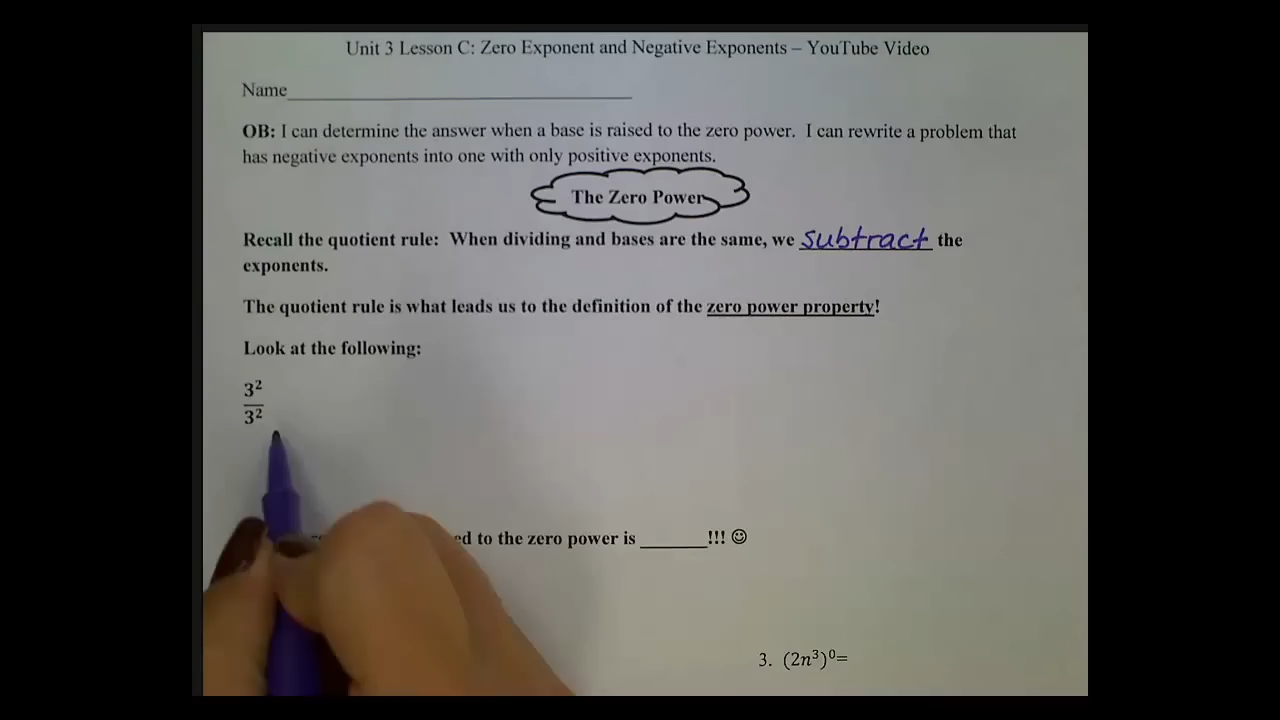 Unit 3 Lesson C: Zero Exponent and Negative Exponents – YouTube Video
Name____________________
OB: I can determine the answer when a base is raised to the zero power. I can rewrite a problem that
has negative exponents into one with only positive exponents.
The Zero Power
Recall the quotient rule: When dividing and bases are the same, we subtract the
exponents.
The quotient rule is what leads us to the definition of the zero power property!
Look at the following:
3²
3²
to the zero power is ______!!! ☺
3. (2n³)⁰=